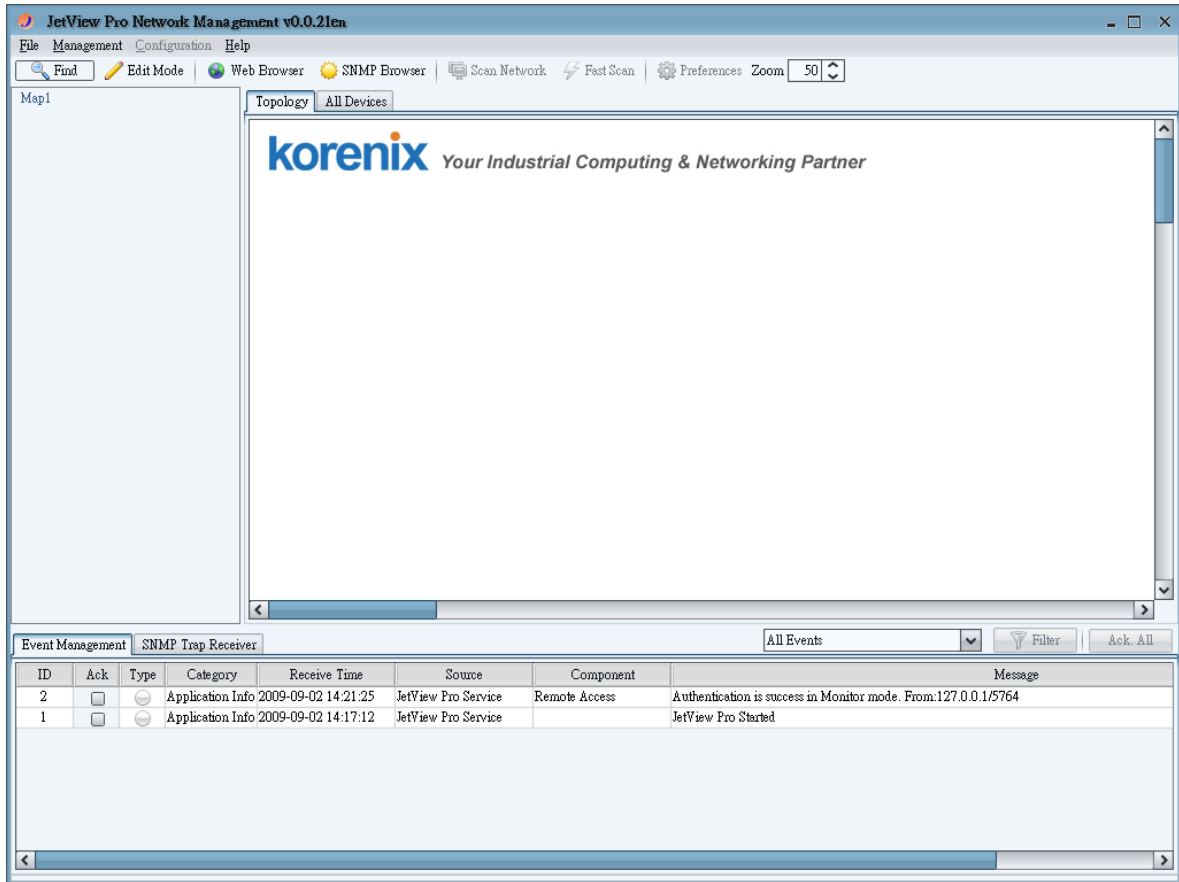 JetView Pro Network Management v0.0.21en
File Management Configuration Help
Find Edit Mode Web Browser SNMP Browser Scan Network Fast Scan Preferences Zoom 50
Map1
Topology All Devices
korenix Your Industrial Computing & Networking Partner
Event Management SNMP Trap Receiver All Events Filter Ack. All
ID Ack Type Category Receive Time Source Component Message
2 Application Info 2009-09-02 14:21:25 JetView Pro Service Remote Access Authentication is success in Monitor mode. From:127.0.0.1/5764
1 Application Info 2009-09-02 14:17:12 JetView Pro Service JetView Pro Started